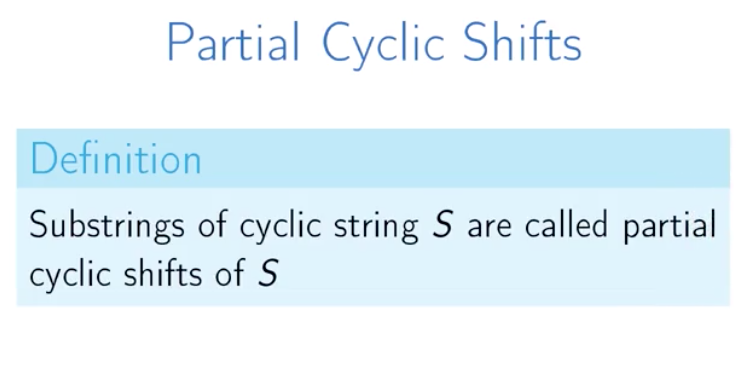 Partial Cyclic Shifts
Definition
Substrings of cyclic string S are called partial
cyclic shifts of S